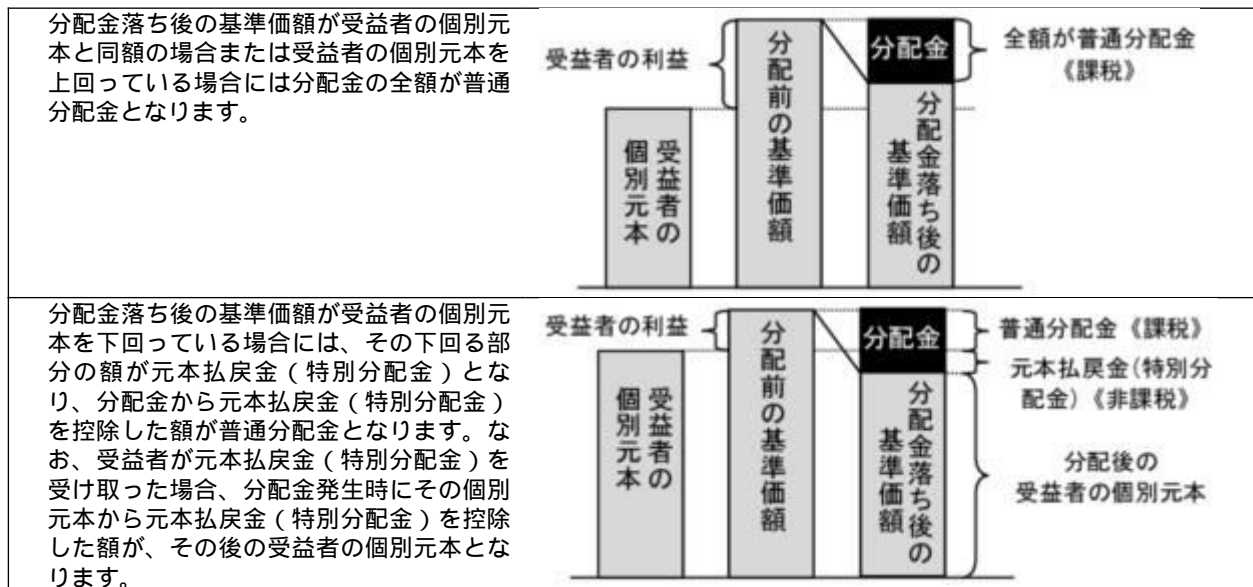 分配金落ち後の基準価額が受益者の個別元
本と同額の場合または受益者の個別元本を
上回っている場合には分配金の全額が普通
分配金となります。
受益者の利益
受益者の
個別元本
分配前の基準価額
分配金
分配金落ち後の
基準価額
全額が普通分配金
《課税》
分配金落ち後の基準価額が受益者の個別元
本を下回っている場合には、その下回る部
分の額が元本払戻金（特別分配金）とな
り、分配金から元本払戻金（特別分配金）
を控除した額が普通分配金となります。な
お、受益者が元本払戻金（特別分配金）を
受け取った場合、分配金発生時にその個別
元本から元本払戻金（特別分配金）を控除
した額が、その後の受益者の個別元本とな
ります。
受益者の利益
受益者の
個別元本
分配前の基準価額
分配金
分配金落ち後の
基準価額
普通分配金《課税》
元本払戻金(特別分
配金)《非課税》
分配後の
受益者の個別元本